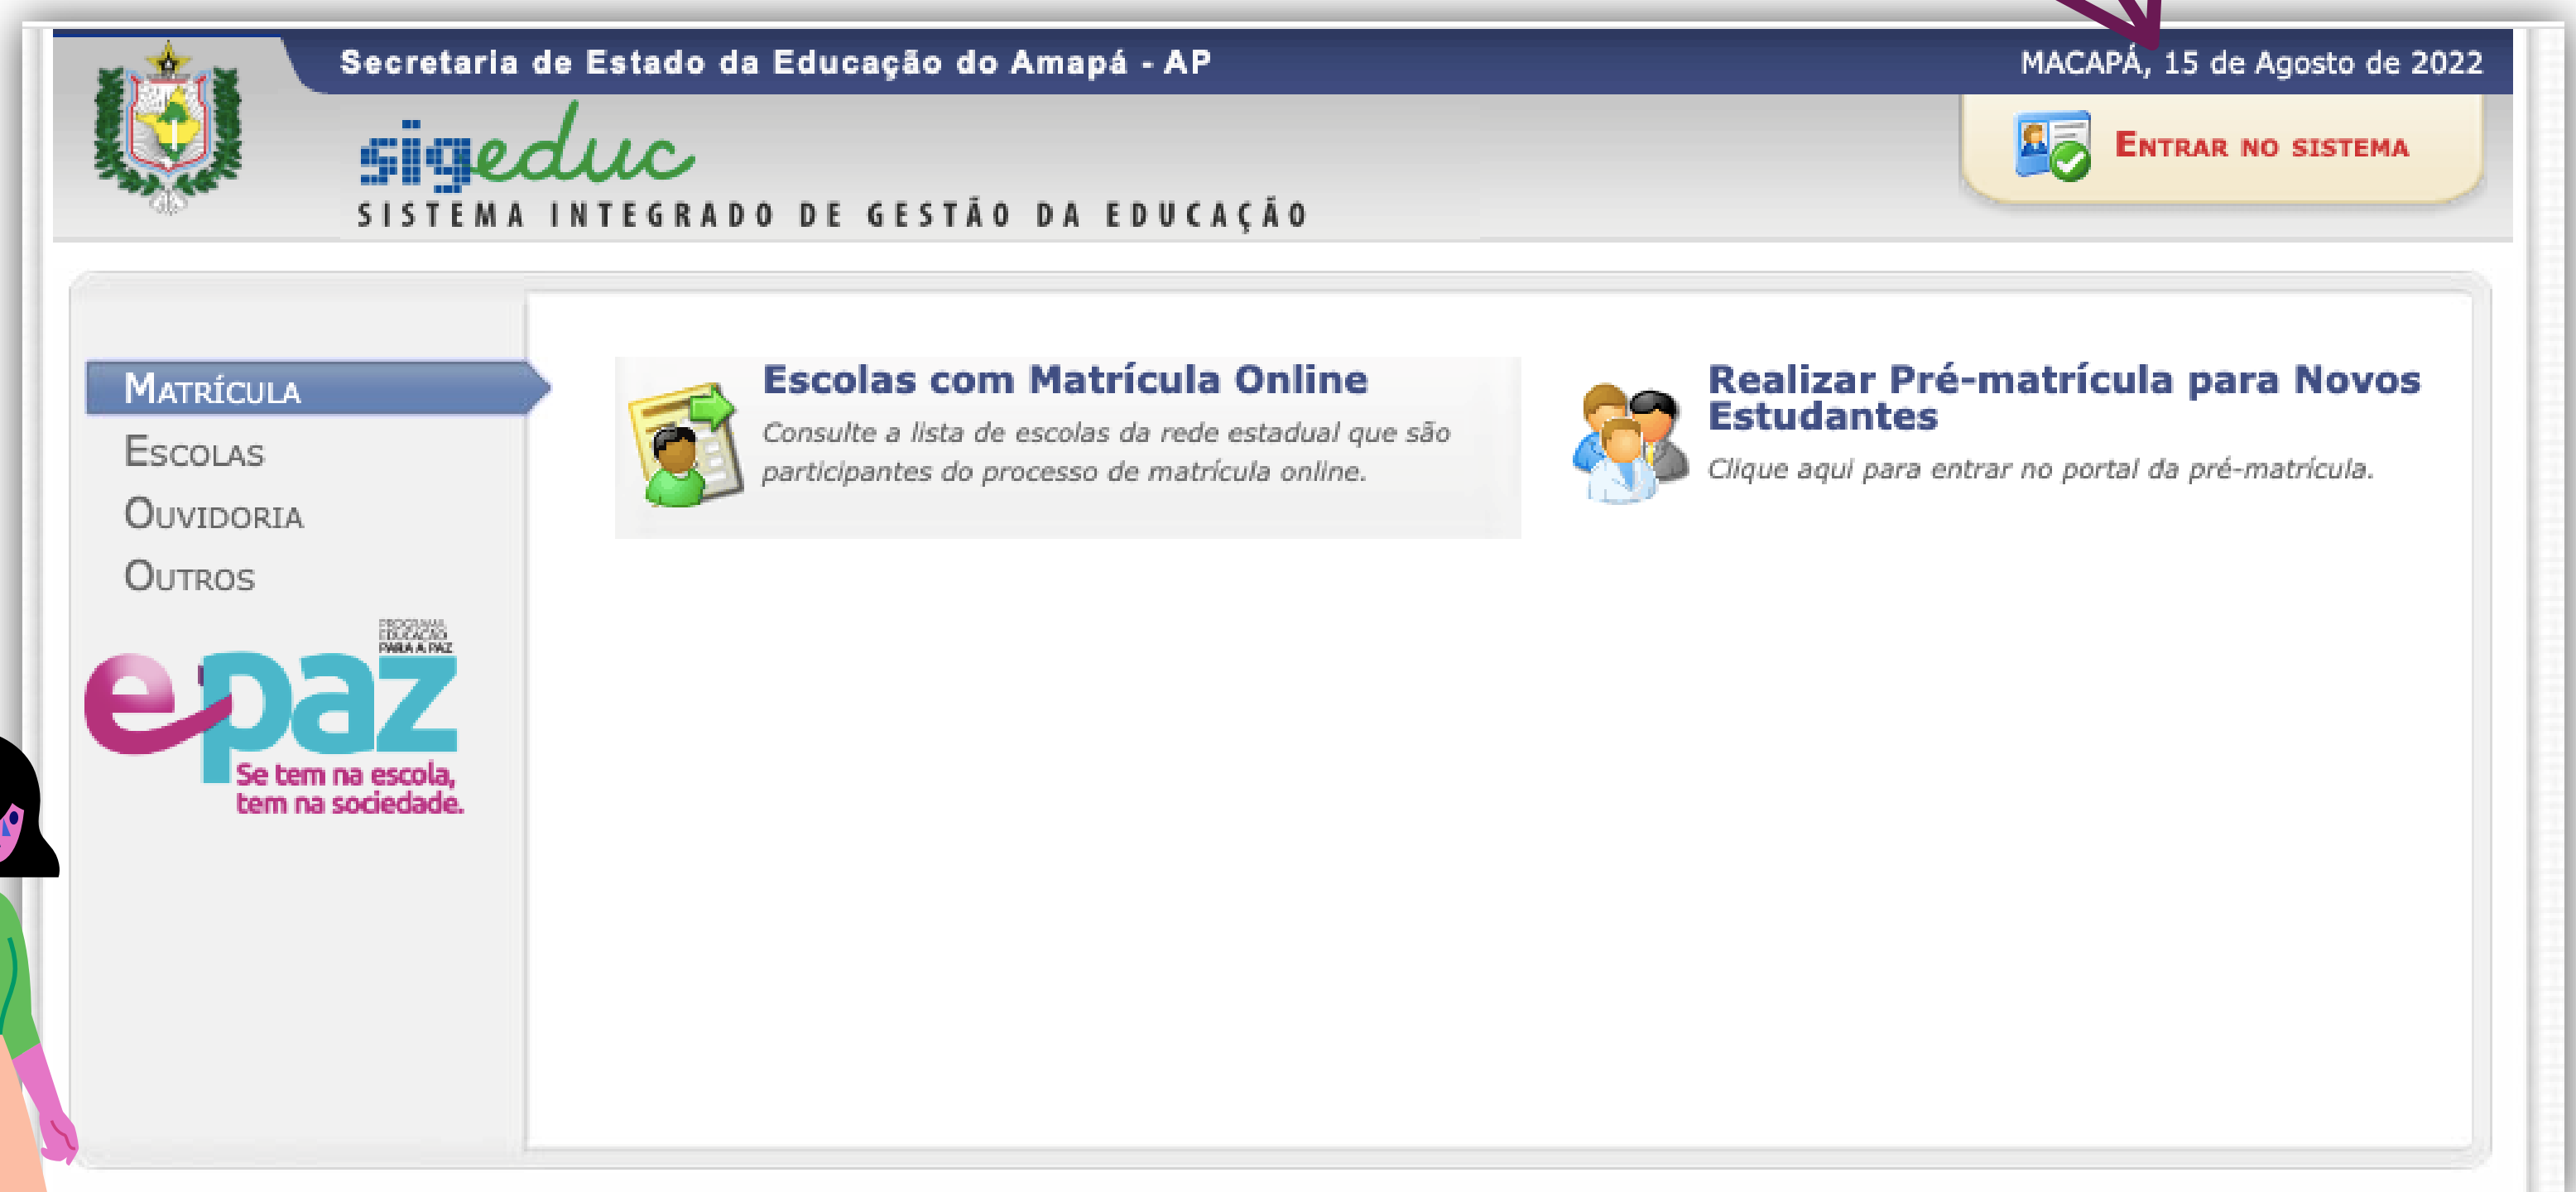 Secretaria de Estado da Educação do Amapá - AP
MACAPÁ, 15 de Agosto de 2022
sigeduc
SISTEMA INTEGRADO DE GESTÃO DA EDUCAÇÃO
ENTRAR NO SISTEMA
MATRÍCULA
ESCOLAS
OUVIDORIA
OUTROS
PROGRAMA
EDUCAÇÃO
PARA A PAZ
e-paz
Se tem na escola,
tem na sociedade.
Escolas com Matrícula Online
Consulte a lista de escolas da rede estadual que são
participantes do processo de matrícula online.
Realizar Pré-matrícula para Novos
Estudantes
Clique aqui para entrar no portal da pré-matrícula.